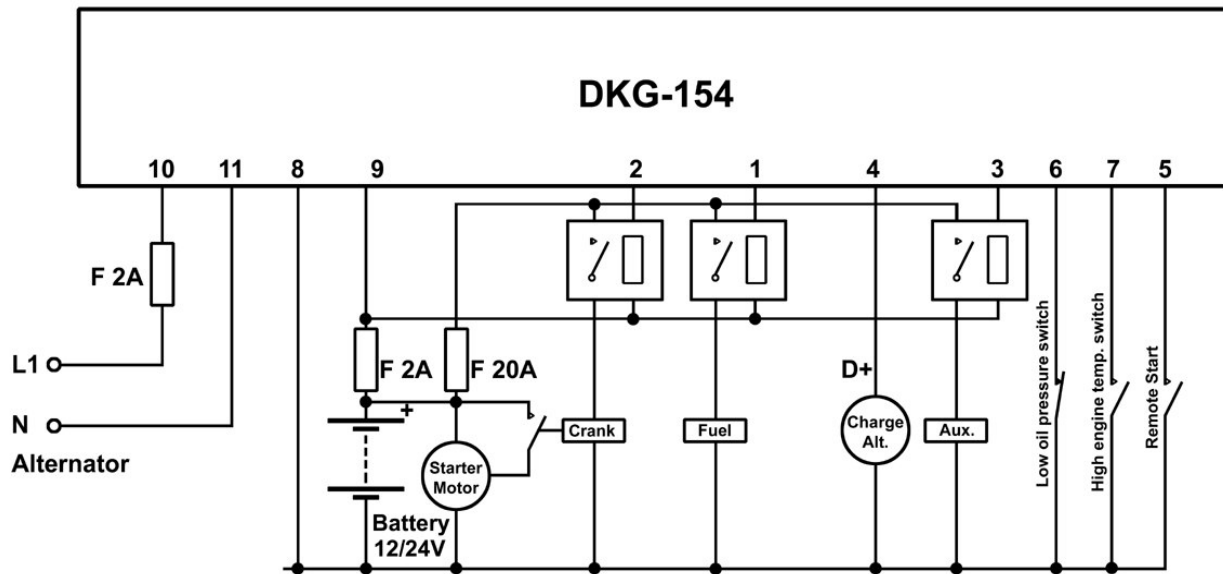 DKG-154
10 11 8 9 2 1 4 3 6 7 5
F 2A
L1
N
Alternator
F 2A
F 20A
+
D+
Crank
Fuel
Charge
Alt.
Aux.
Starter
Motor
Battery
12/24V
Low oil pressure switch
High engine temp. switch
Remote Start